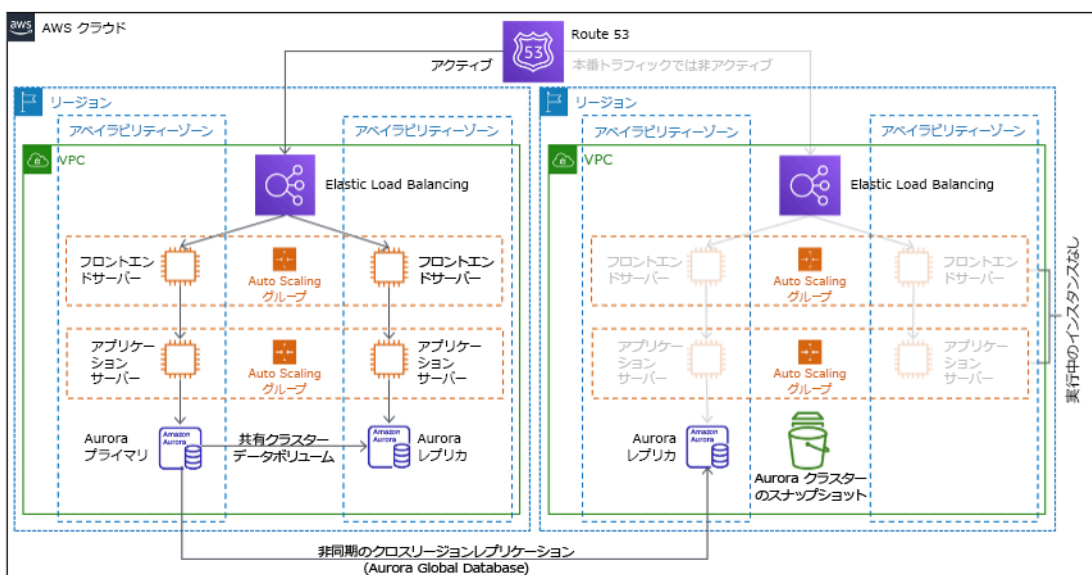 aws
AWS クラウド
Route 53
53
アクティブ
本番トラフィックでは非アクティブ
リージョン
アベイラビリティーゾーン
アベイラビリティーゾーン
VPC
Elastic Load Balancing
フロントエン
ドサーバー
Auto Scaling
グループ
フロントエン
ドサーバー
アプリケー
ション
サーバー
Auto Scaling
グループ
アプリケー
ション
サーバー
Aurora
プライマリ
Amazon
Aurora
共有クラスター
データボリューム
Amazon
Aurora
Aurora
レプリカ
リージョン
アベイラビリティーゾーン
アベイラビリティーゾーン
VPC
Elastic Load Balancing
フロントエン
ドサーバー
Auto Scaling
グループ
フロントエン
ドサーバー
アプリケー
ション
サーバー
Auto Scaling
グループ
アプリケー
ション
サーバー
実行中のインスタンスなし
Aurora
レプリカ
Amazon
Aurora
Aurora クラスター
のスナップショット
非同期のクロスリージョンレプリケーション
(Aurora Global Database)